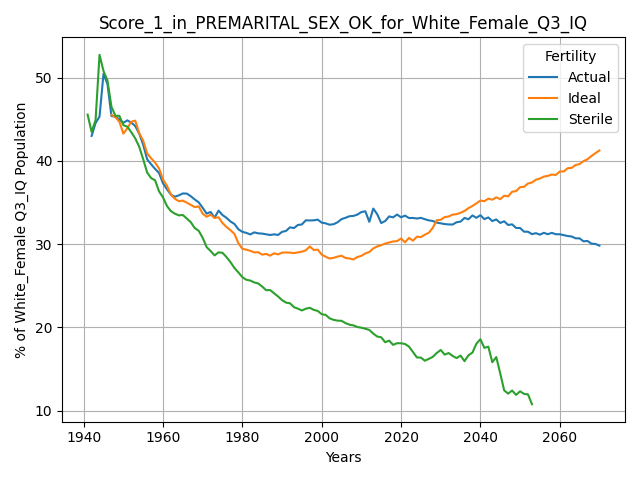 Score_1_in_PREMARITAL_SEX_OK_for_White_Female_Q3_IQ
% of White_Female Q3_IQ Population
50
40
30
20
10
Fertility
Actual
Ideal
Sterile
1940 1960 1980 2000 2020 2040 2060
Years